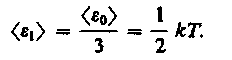 ⟨ε₁⟩ = ⟨ε₀⟩/3 = 1/2 kT.